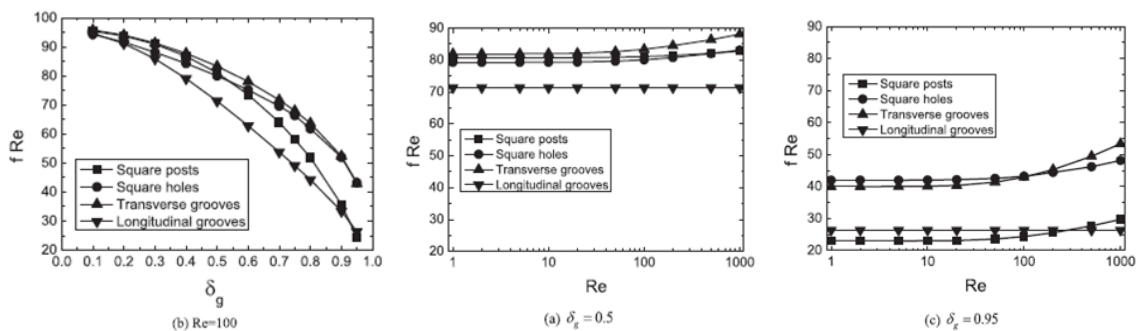 f Re
100
90
80
70
60
50
40
30
20
Square posts
Square holes
Transverse grooves
Longitudinal grooves
0.0 0.1 0.2 0.3 0.4 0.5 0.6 0.7 0.8 0.9 1.0
δg
(b) Re=100
f Re
90
80
70
60
50
40
30
20
Square posts
Square holes
Transverse grooves
Longitudinal grooves
1 10 100 1000
Re
(a) δg = 0.5
f Re
90
80
70
60
50
40
30
20
Square posts
Square holes
Transverse grooves
Longitudinal grooves
1 10 100 1000
Re
(c) δg = 0.95